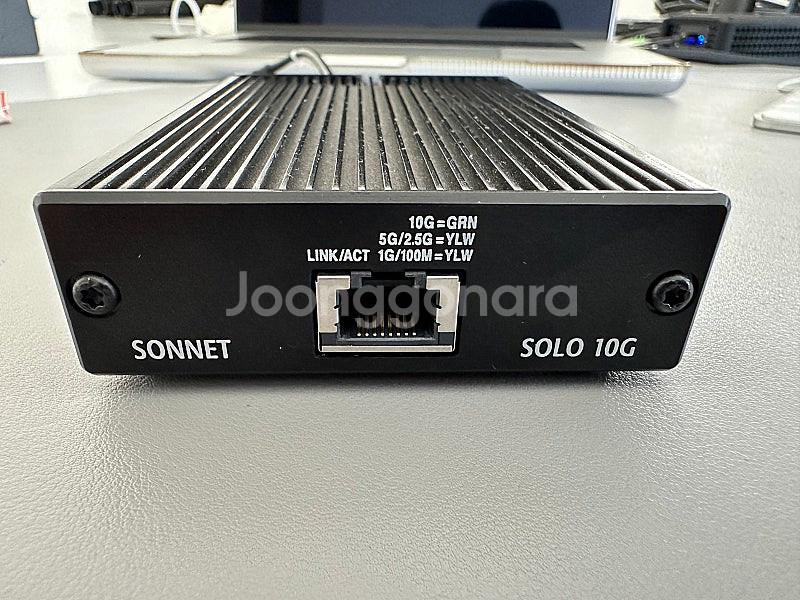 10G=GRN
5G/2.5G=YLW
LINK/ACT 1G/100M=YLW
Joonggonara
SONNET
SOLO 10G